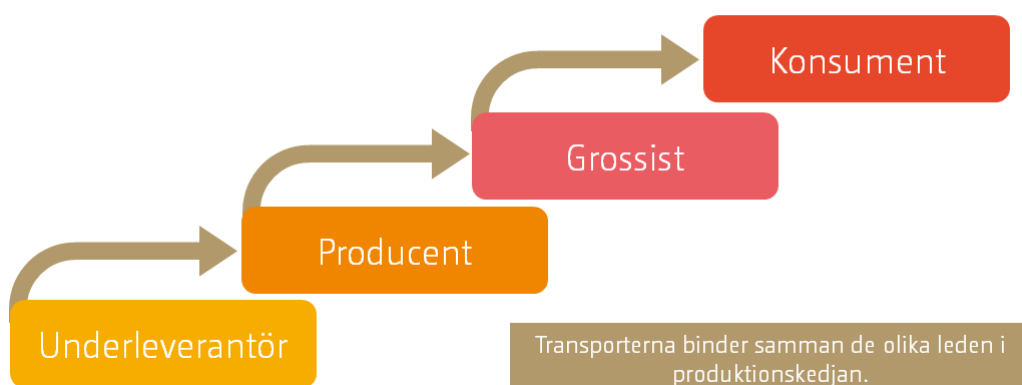 Konsument
Grossist
Producent
Underleverantör
Transporterna binder samman de olika leden i
produktionskedjan.